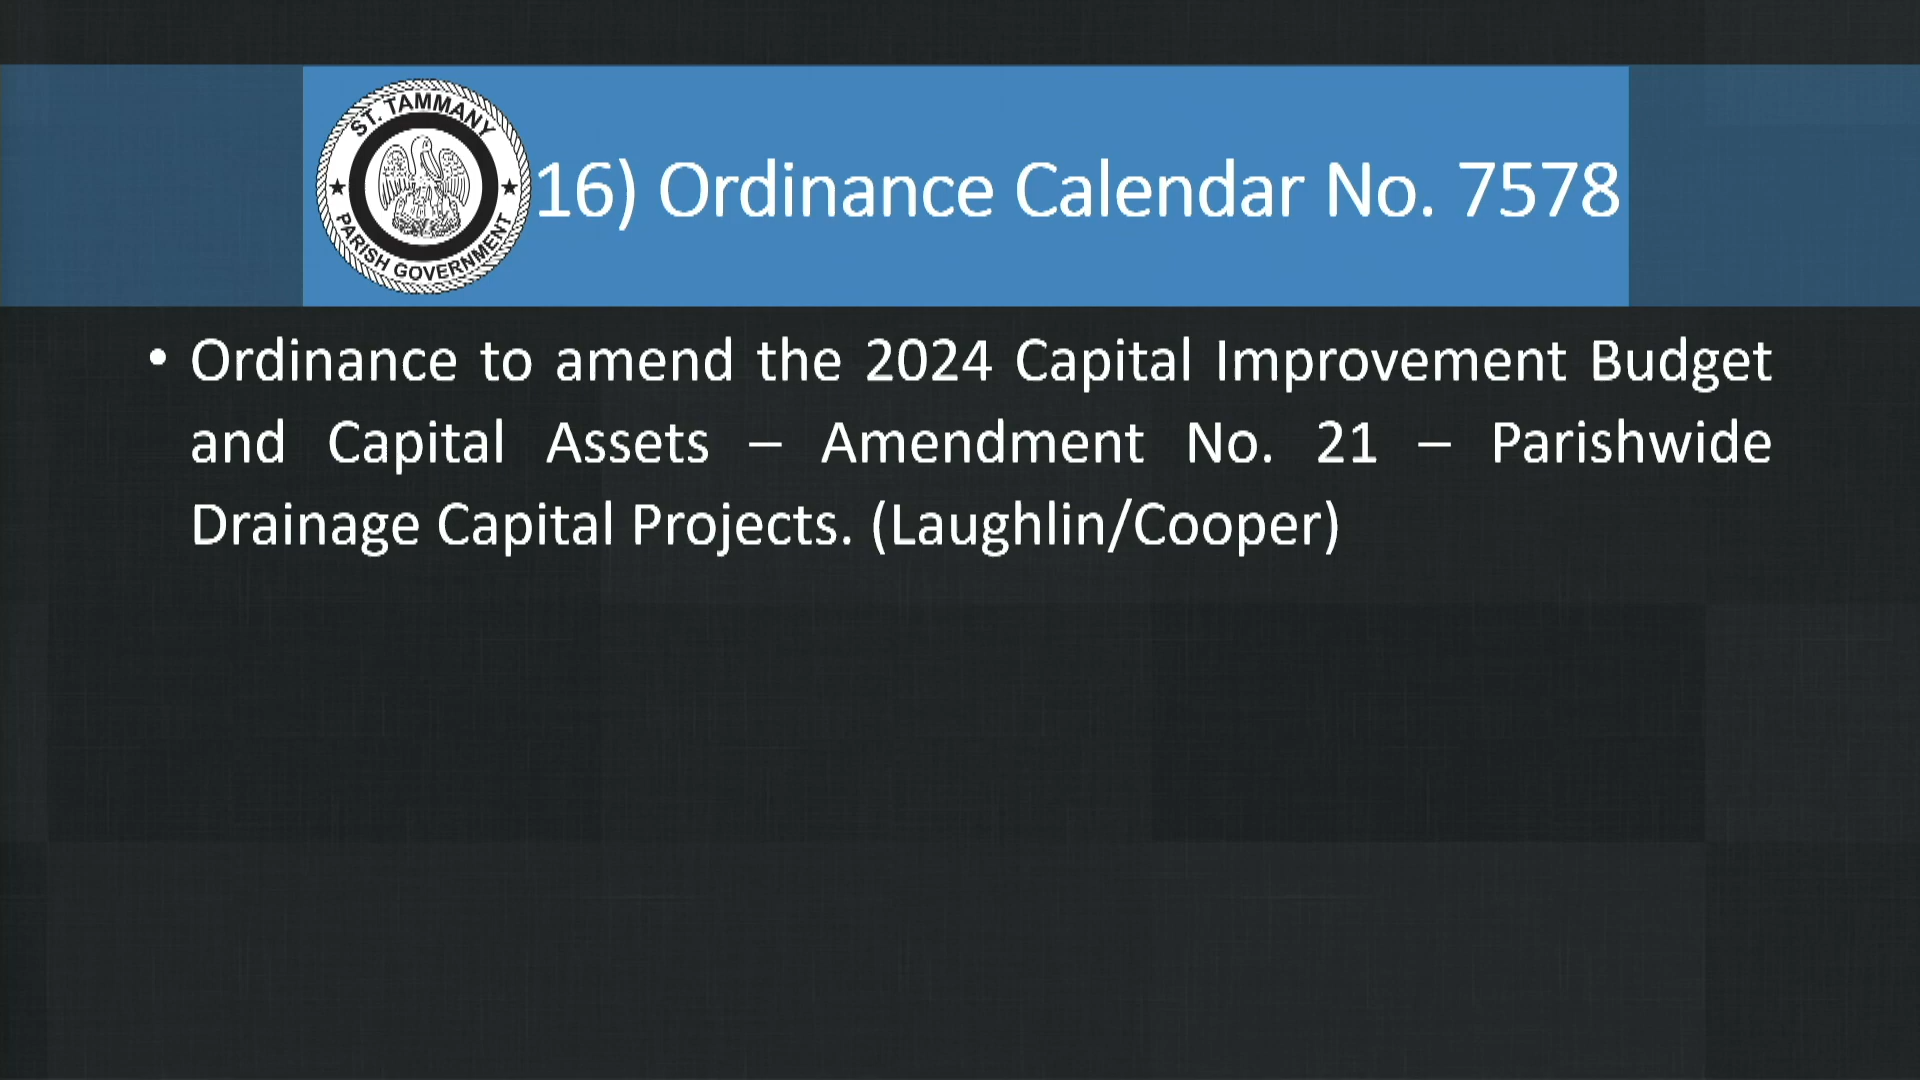 ST. TAMMANY
PARISH GOVERNMENT
16) Ordinance Calendar No. 7578
• Ordinance to amend the 2024 Capital Improvement Budget
and Capital Assets – Amendment No. 21 – Parishwide
Drainage Capital Projects. (Laughlin/Cooper)